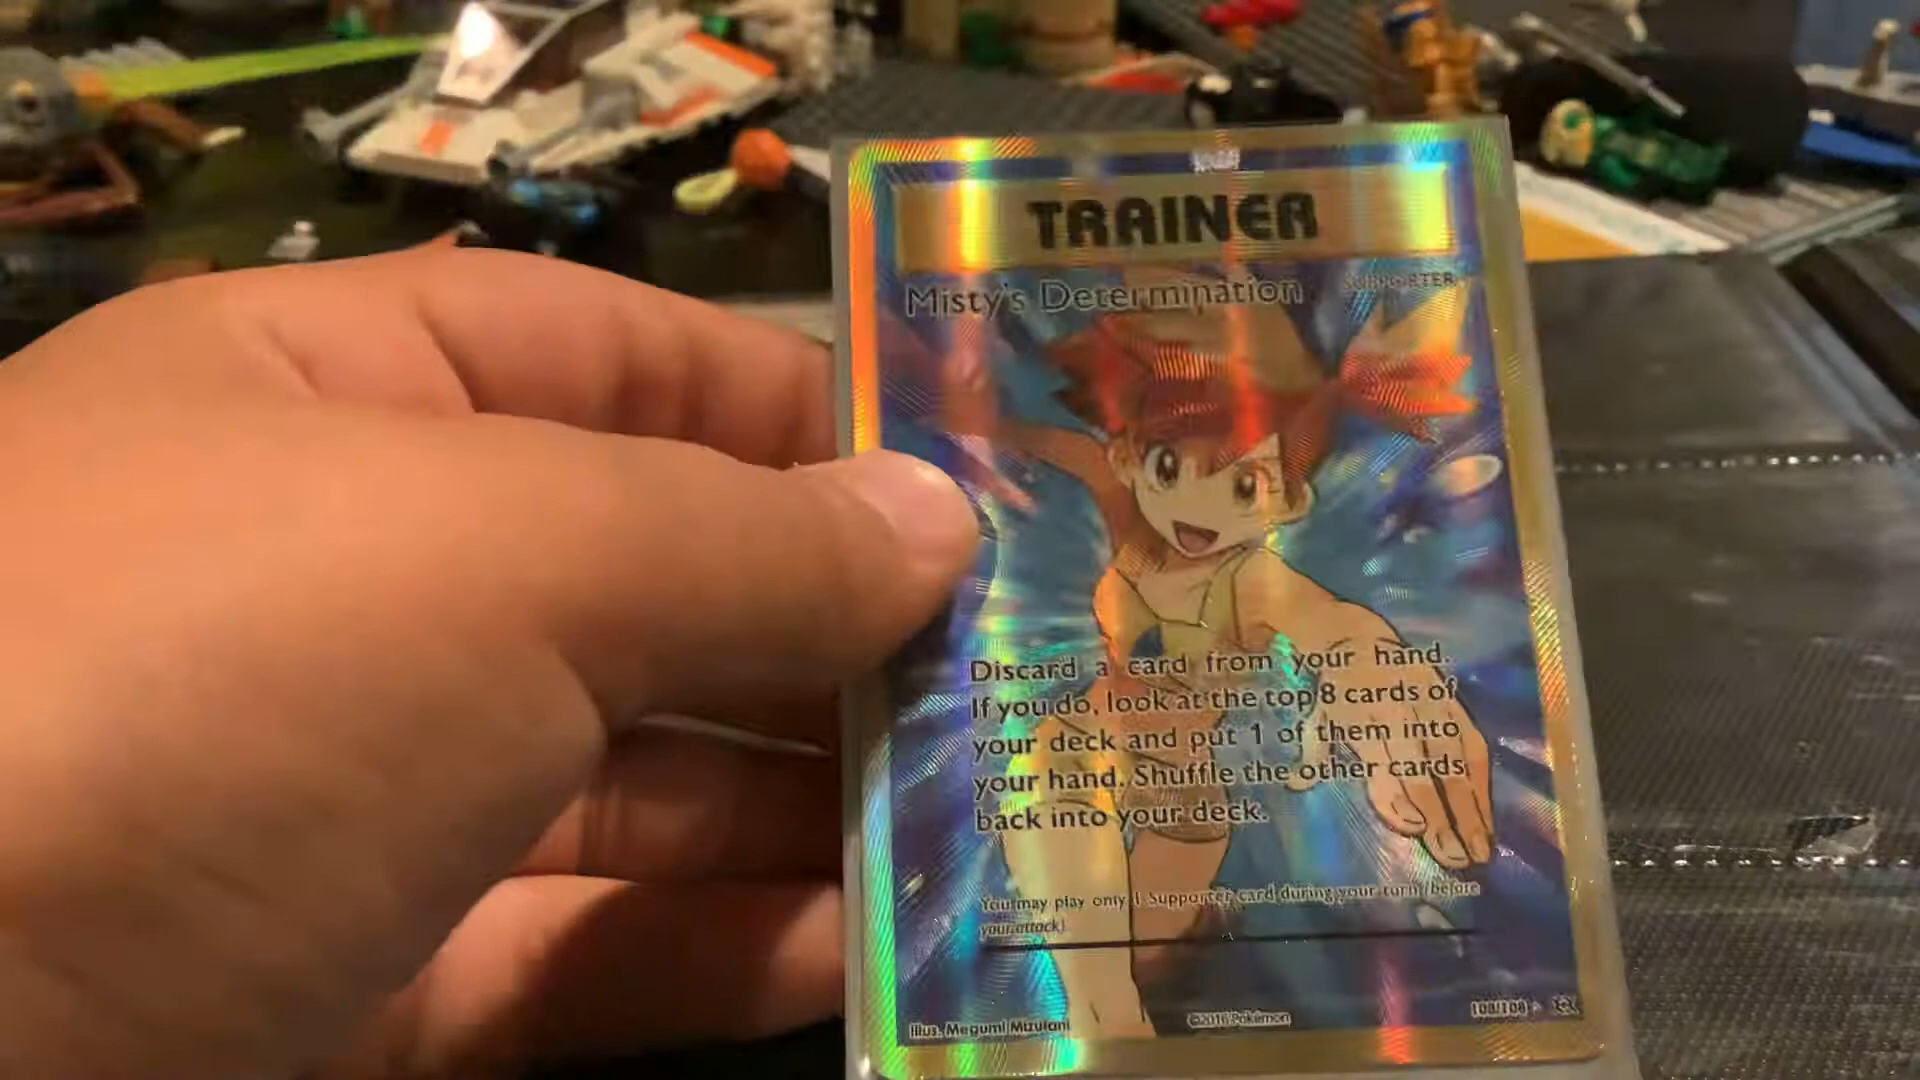 TRAINER
Misty's Determination SUPPORTER
Discard a card from your hand.
If you do, look at the top 8 cards of
your deck and put 1 of them into
your hand. Shuffle the other cards
back into your deck.
You may play only 1 Supporter card during your turn (before
your attack).
Illus. Megumi Mizutani ©2016 Pokémon 108/108